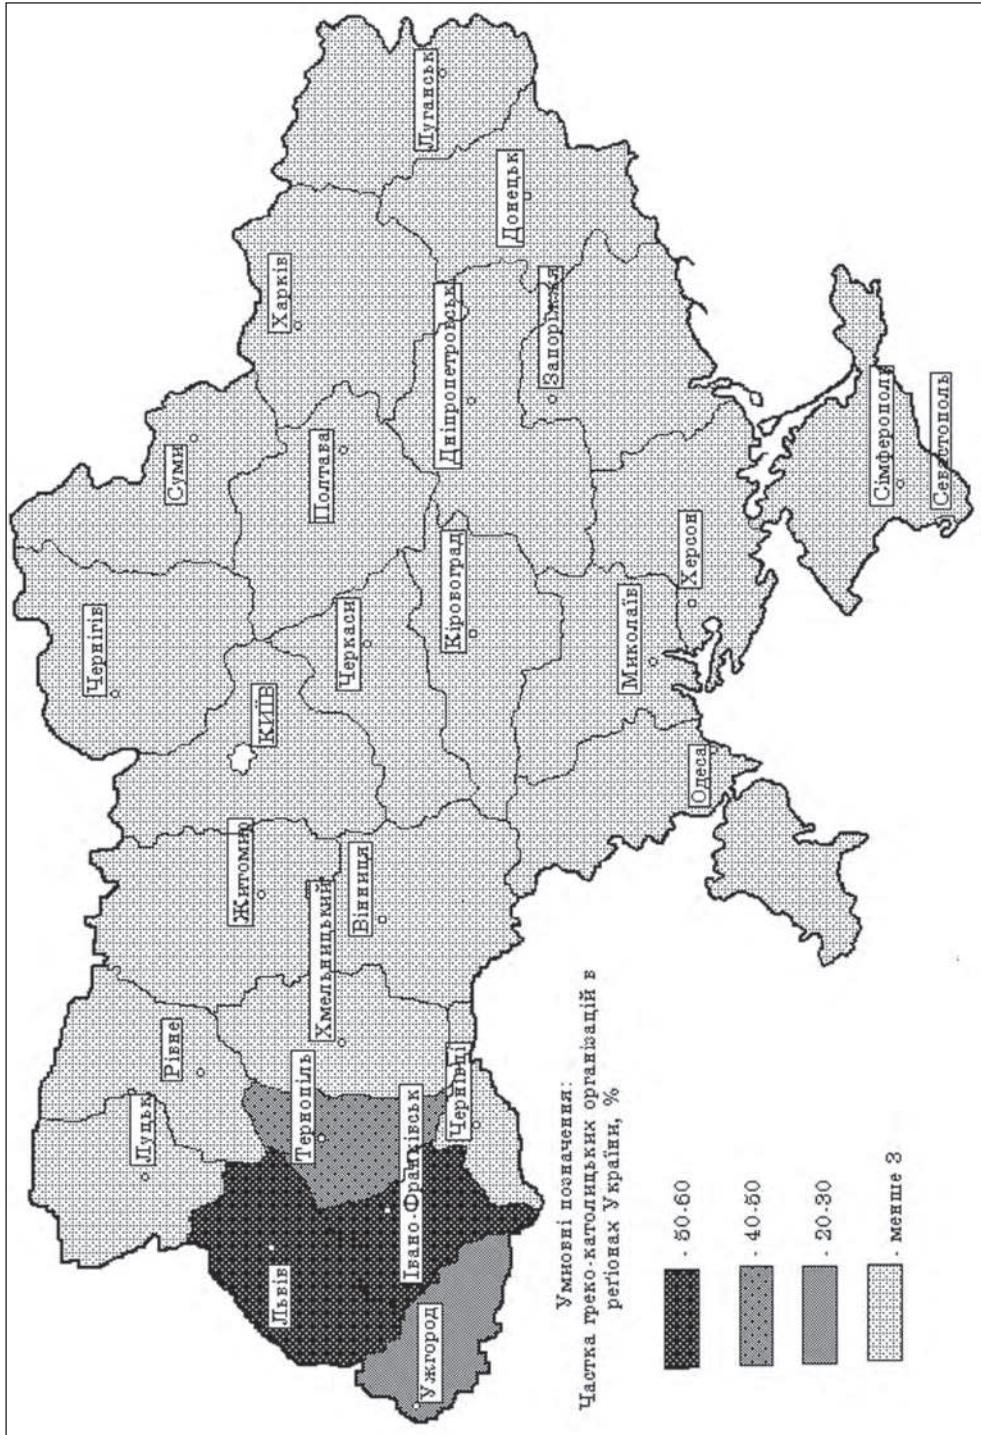 Луцьк
Рівне
Житомир
КИЇВ
Чернігів
Суми
Львів
Тернопіль
Хмельницький
Вінниця
Черкаси
Полтава
Харків
Луганськ
Ужгород
Івано-Франківськ
Чернівці
Кіровоград
Дніпропетровськ
Донецьк
Запоріжжя
Миколаїв
Херсон
Одеса
Сімферополь
Севастополь
Умновні позначення:
Частка греко-католицьких організацій в
регіонах України, %
- 50-60
- 40-50
- 20-30
- менше 3